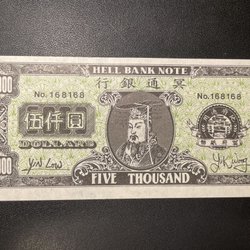 HELL BANK NOTE
行銀通冥
No. 168168
No. 168168
伍仟圓
DOLLARS
FIVE THOUSAND